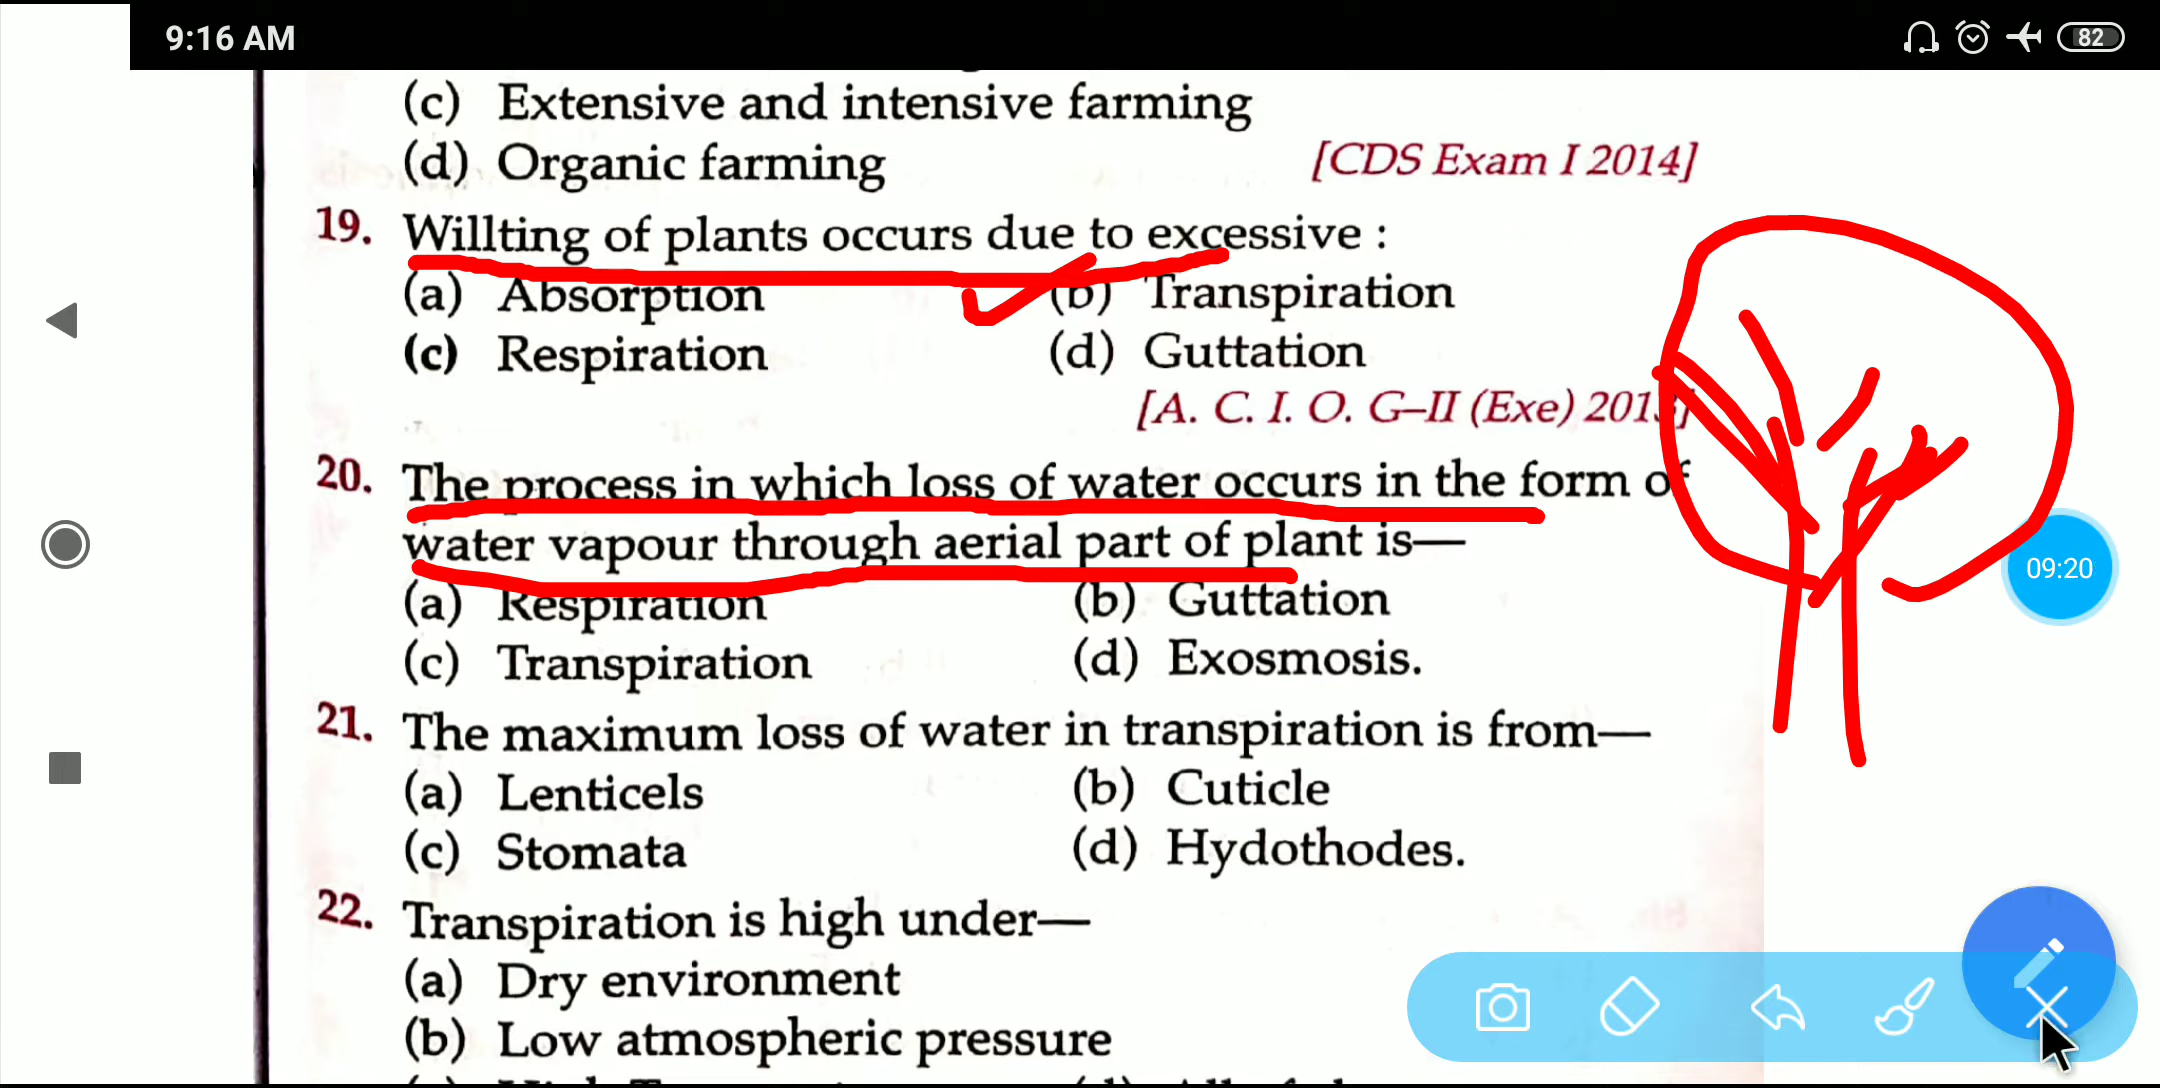 9:16 AM
82
(c) Extensive and intensive farming
(d) Organic farming [CDS Exam I 2014]
19. Willting of plants occurs due to excessive :
(a) Absorption (b) Transpiration
(c) Respiration (d) Guttation
[A. C. I. O. G–II (Exe)
20. The process in which loss of water occurs in the form of
water vapour through aerial part of plant is—
(a) Respiration (b) Guttation
(c) Transpiration (d) Exosmosis.
09:20
21. The maximum loss of water in transpiration is from—
(a) Lenticels (b) Cuticle
(c) Stomata (d) Hydothodes.
22. Transpiration is high under—
(a) Dry environment
(b) Low atmospheric pressure